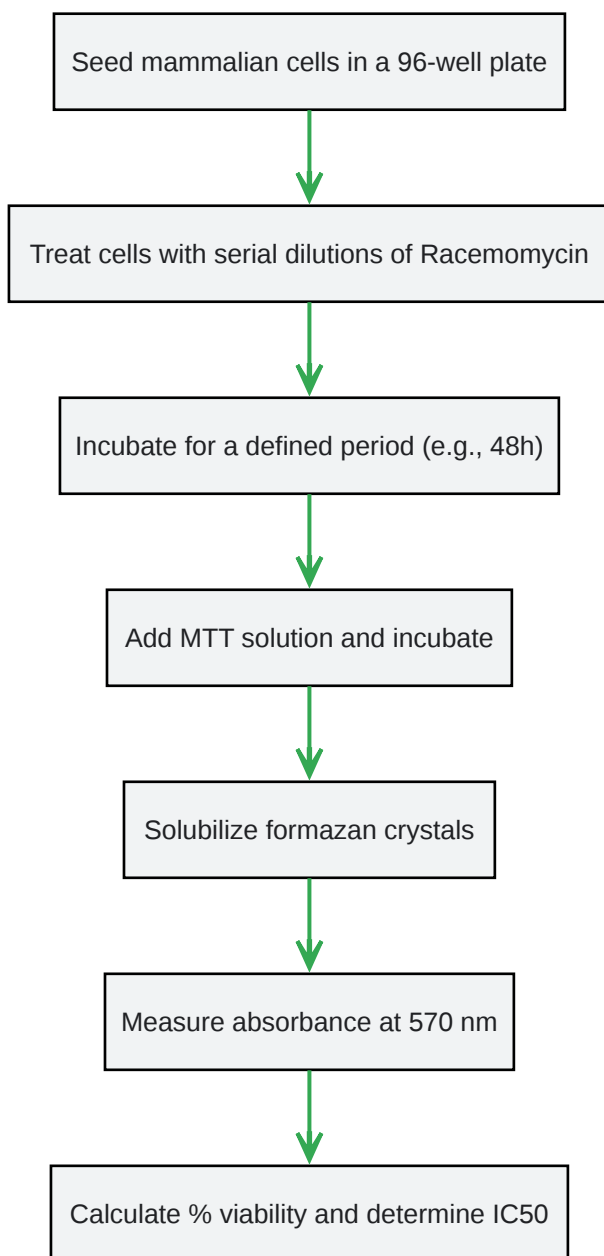 Seed mammalian cells in a 96-well plate
Treat cells with serial dilutions of Racemomycin
Incubate for a defined period (e.g., 48h)
Add MTT solution and incubate
Solubilize formazan crystals
Measure absorbance at 570 nm
Calculate % viability and determine IC50